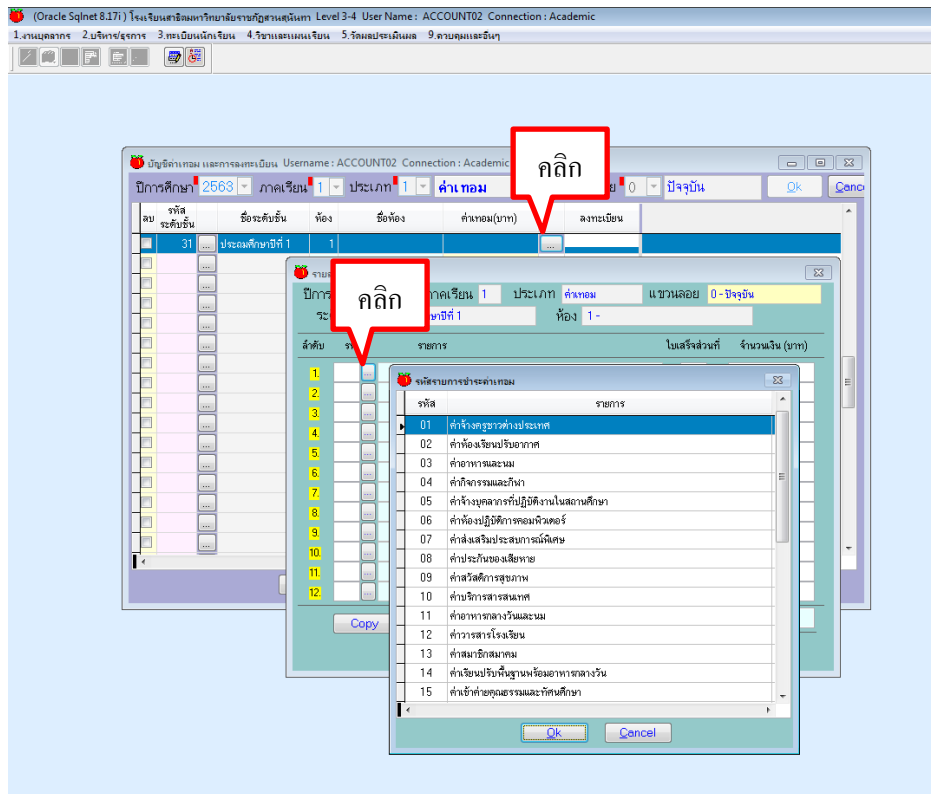 (Oracle Sqlnet 8.17i ) โรงเรียนสาธิตมหาวิทยาลัยราชภัฏสวนสุนันทา Level 3-4 User Name : ACCOUNT02 Connection : Academic
1.งานบุคลากร 2.บริหาร/ธุรการ 3.ทะเบียนนักเรียน 4.วิชาและแผนเรียน 5.วัดผลประเมินผล 9.ควบคุมและอื่นๆ
บัญชีค่าเทอม และการลงทะเบียน Username : ACCOUNT02 Connection : Academic
คลิก
ปีการศึกษา 2563 ภาคเรียน 1 ประเภท 1 ค่าเทอม 0 ปัจจุบัน Ok Canc
ลบ รหัสระดับชั้น ชื่อระดับชั้น ห้อง ชื่อห้อง ค่าเทอม(บาท) ลงทะเบียน
31 ... ประถมศึกษาปีที่ 1 1 ...
คลิก
ปีการ ภาคเรียน 1 ประเภท ค่าเทอม แขวนลอย 0 - ปัจจุบัน
ระ ษาปีที่ 1 ห้อง 1 -
ลำดับ รายการ ใบเสร็จส่วนที่ จำนวนเงิน (บาท)
1.
2.
3.
4.
5.
6.
7.
8.
9.
10.
11.
12.
Copy
รหัสรายการชำระค่าเทอม
รหัส รายการ
01 ค่าจ้างครูชาวต่างประเทศ
02 ค่าห้องเรียนปรับอากาศ
03 ค่าอาหารและนม
04 ค่ากิจกรรมและกีฬา
05 ค่าจ้างบุคลากรที่ปฏิบัติงานในสถานศึกษา
06 ค่าห้องปฏิบัติการคอมพิวเตอร์
07 ค่าส่งเสริมประสบการณ์พิเศษ
08 ค่าประกันของเสียหาย
09 ค่าสวัสดิการสุขภาพ
10 ค่าบริการสารสนเทศ
11 ค่าอาหารกลางวันและนม
12 ค่าวารสารโรงเรียน
13 ค่าสมาชิกสมาคม
14 ค่าเรียนปรับพื้นฐานพร้อมอาหารกลางวัน
15 ค่าเข้าค่ายคุณธรรมและทัศนศึกษา
Ok Cancel